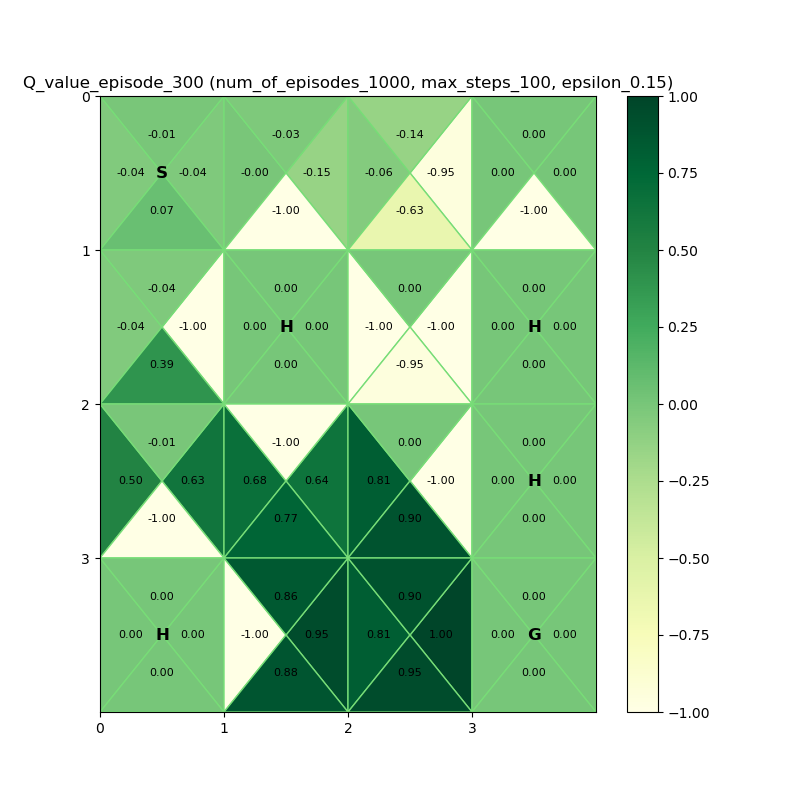 Q_value_episode_300 (num_of_episodes_1000, max_steps_100, epsilon_0.15)
0 1.00
-0.01 -0.03 -0.14 0.00
-0.04 S -0.04 -0.00 -0.15 -0.06 -0.95 0.00 0.00
0.75
0.07 -1.00 -0.63 -1.00
1 0.50
-0.04 0.00 0.00 0.00
-0.04 -1.00 0.00 H 0.00 -1.00 -1.00 0.00 H 0.00
0.25
0.39 0.00 -0.95 0.00
2 0.00
-0.01 -1.00 0.00 0.00
0.50 0.63 0.68 0.64 0.81 -1.00 0.00 H 0.00
−0.25
-1.00 0.77 0.90 0.00
3 −0.50
0.00 0.86 0.90 0.00
0.00 H 0.00 -1.00 0.95 0.81 1.00 0.00 G 0.00
−0.75
0.00 0.88 0.95 0.00
−1.00
0 1 2 3